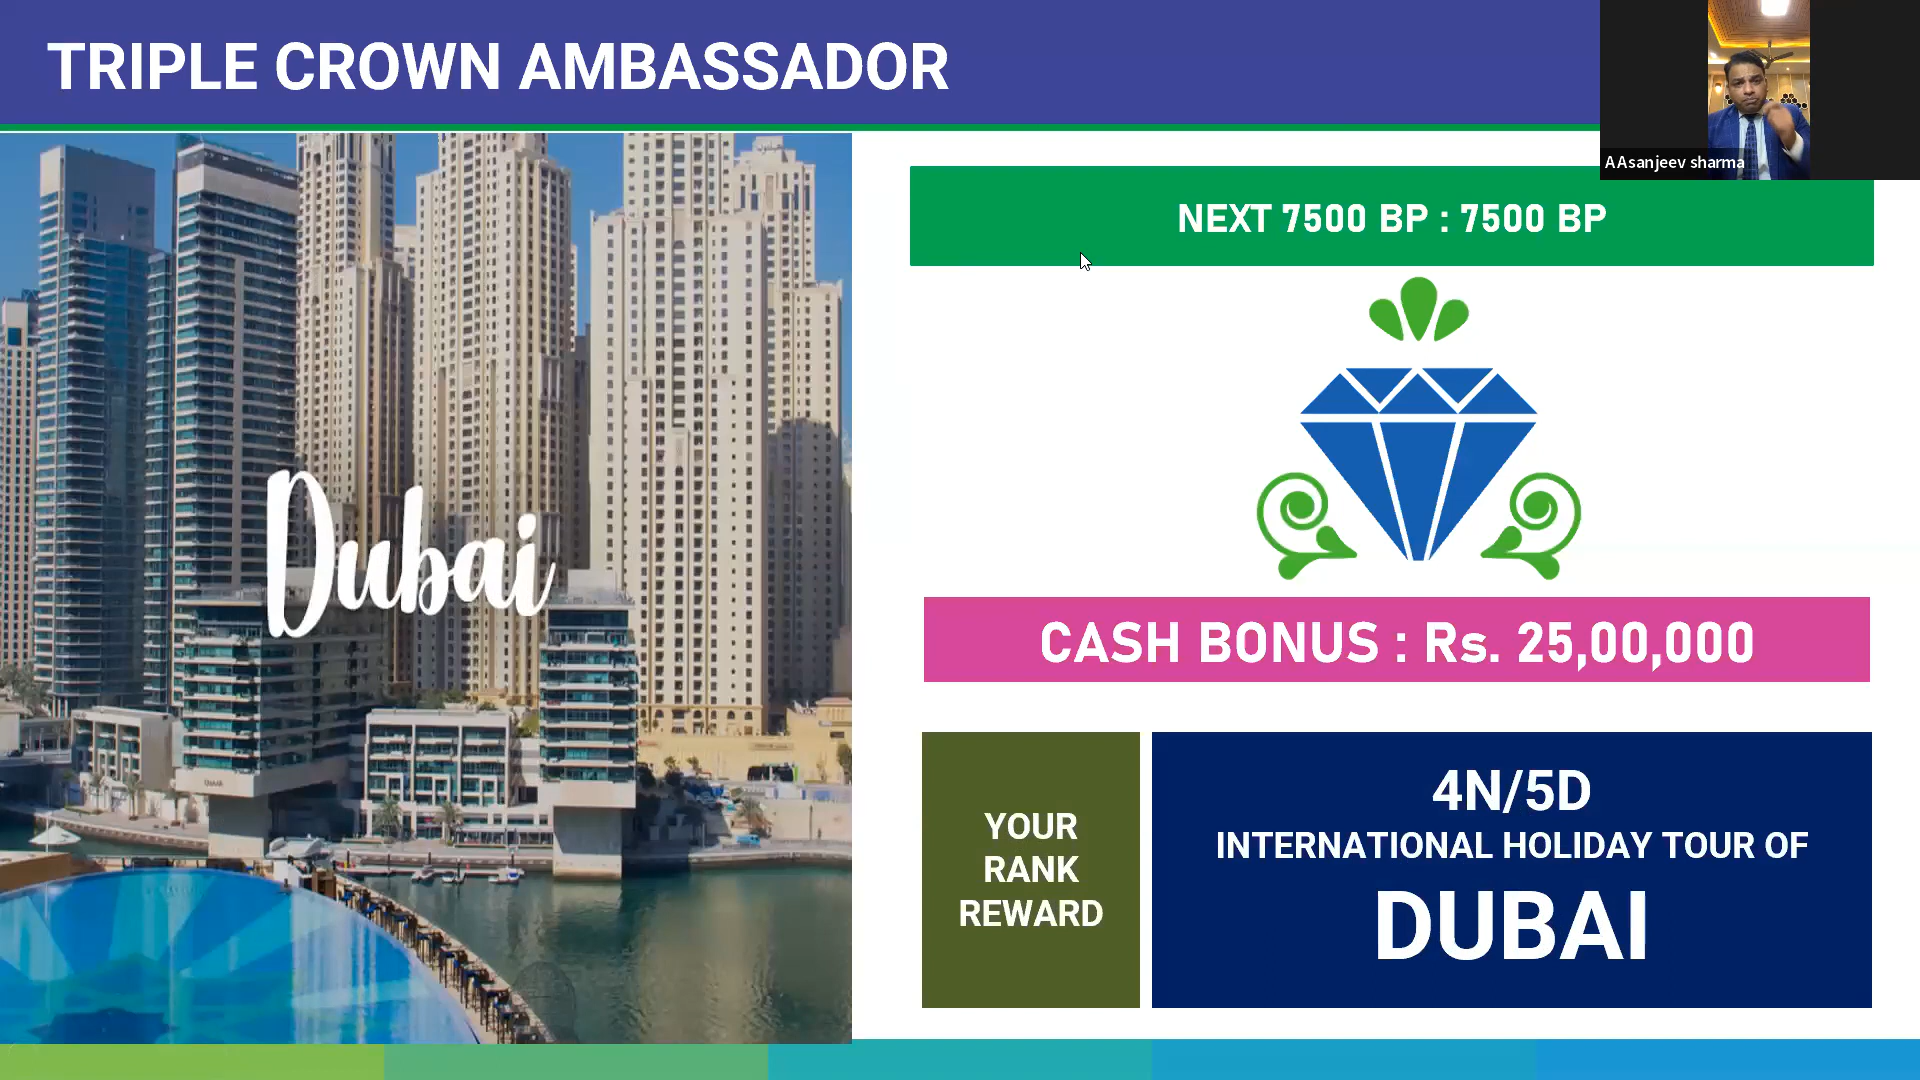 TRIPLE CROWN AMBASSADOR
AAsanjeev sharma
NEXT 7500 BP : 7500 BP
Dubai
CASH BONUS : Rs. 25,00,000
YOUR
RANK
REWARD
4N/5D
INTERNATIONAL HOLIDAY TOUR OF
DUBAI